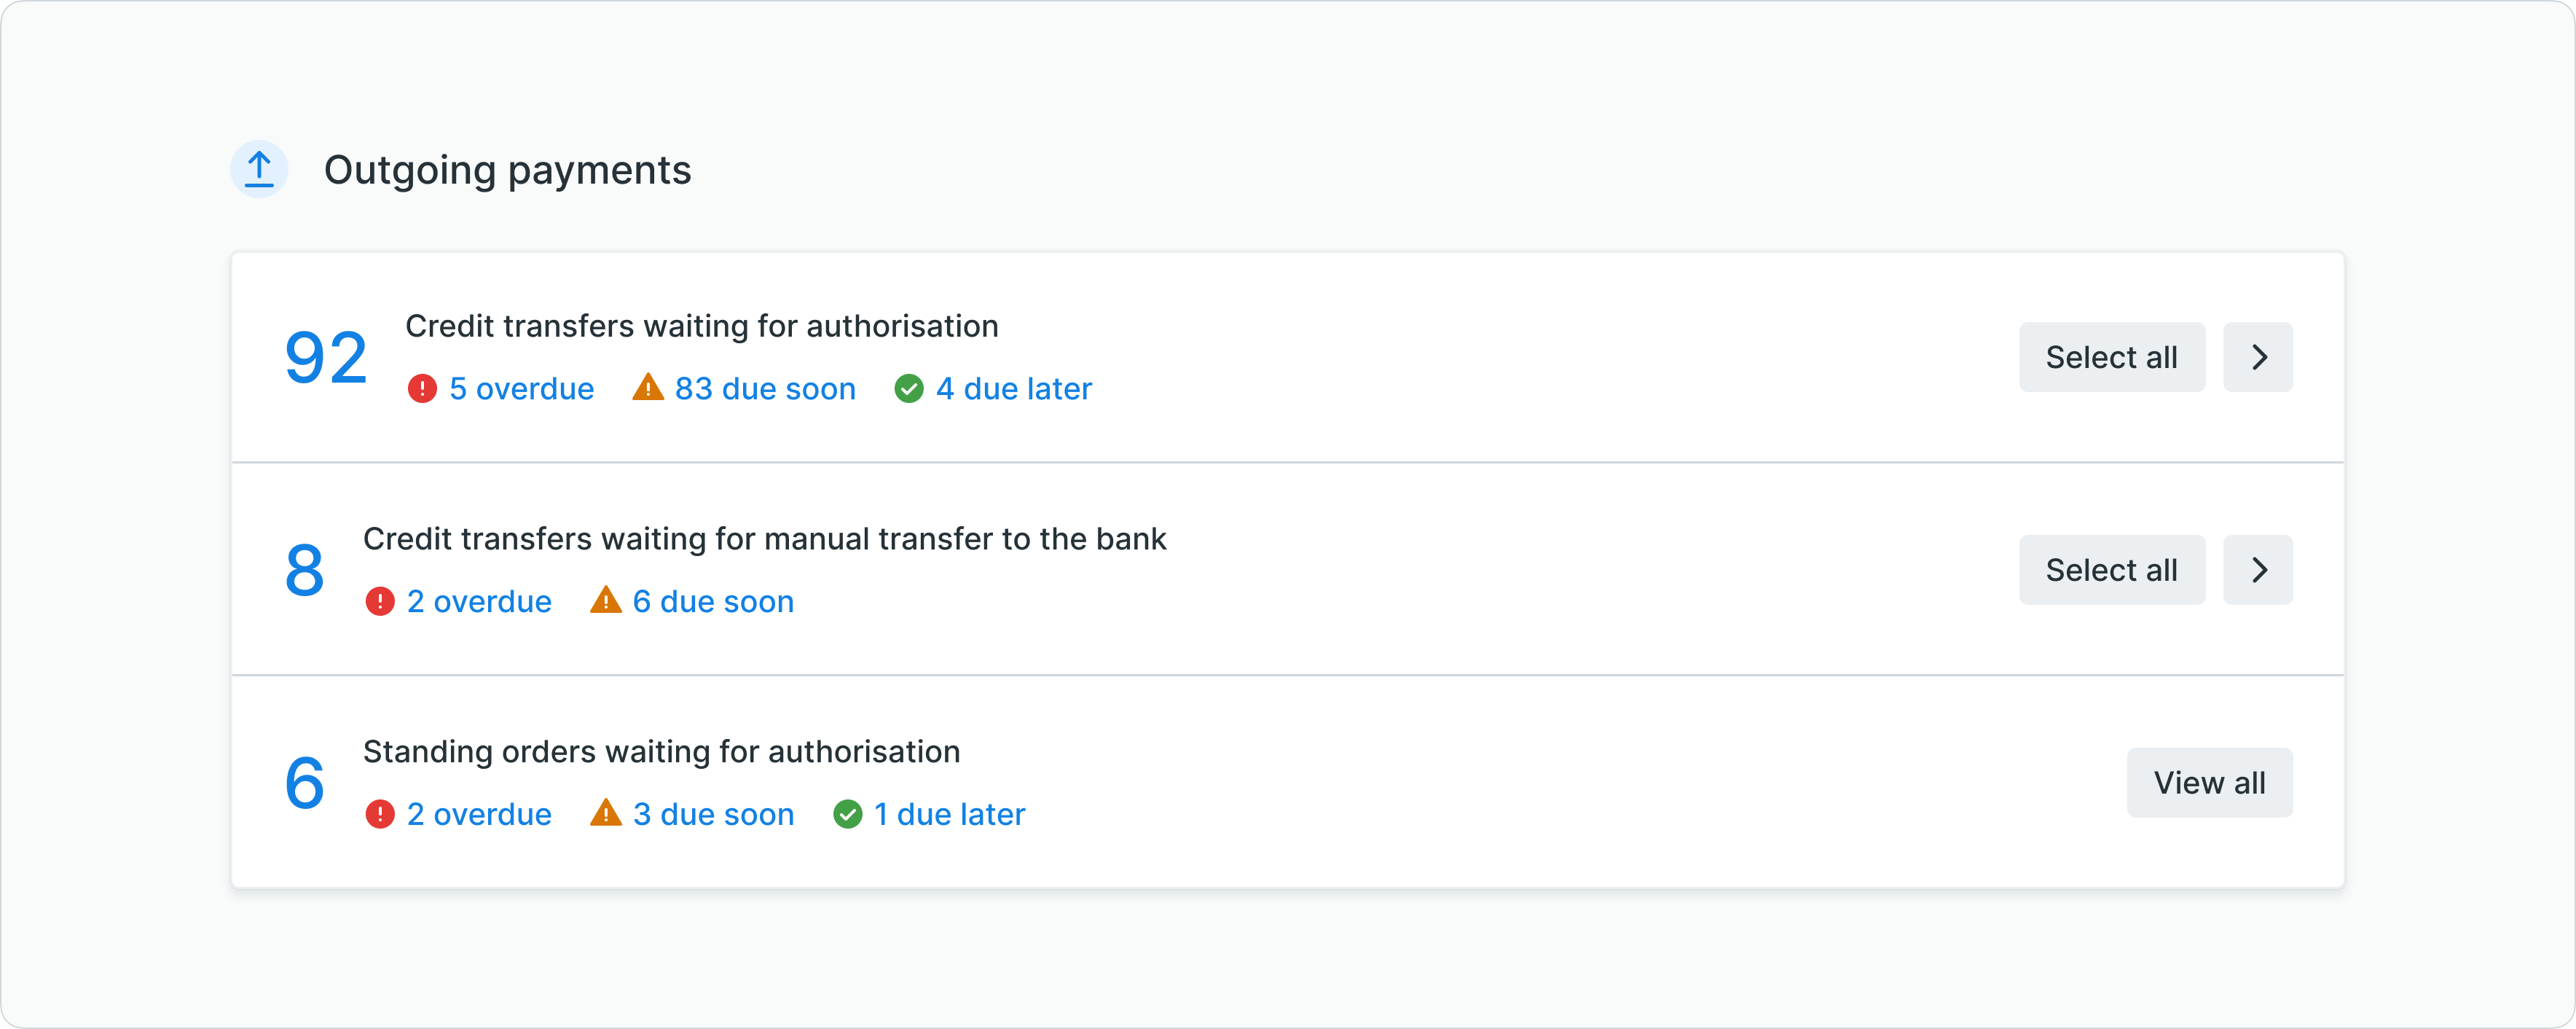 Outgoing payments
92
Credit transfers waiting for authorisation
5 overdue 83 due soon 4 due later
Select all
8
Credit transfers waiting for manual transfer to the bank
2 overdue 6 due soon
Select all
6
Standing orders waiting for authorisation
2 overdue 3 due soon 1 due later
View all